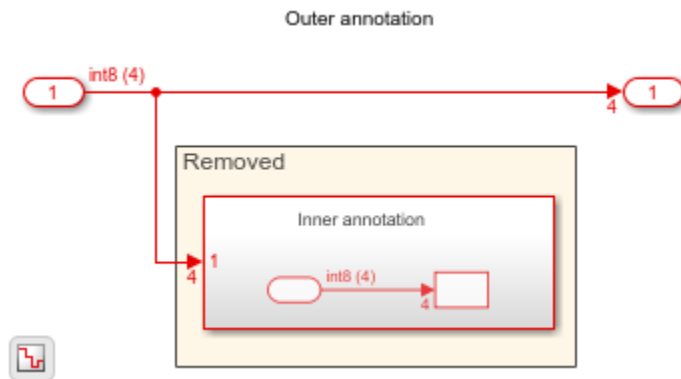 Outer annotation
int8 (4)
1
1
4
Removed
Inner annotation
1
4
int8 (4)
4